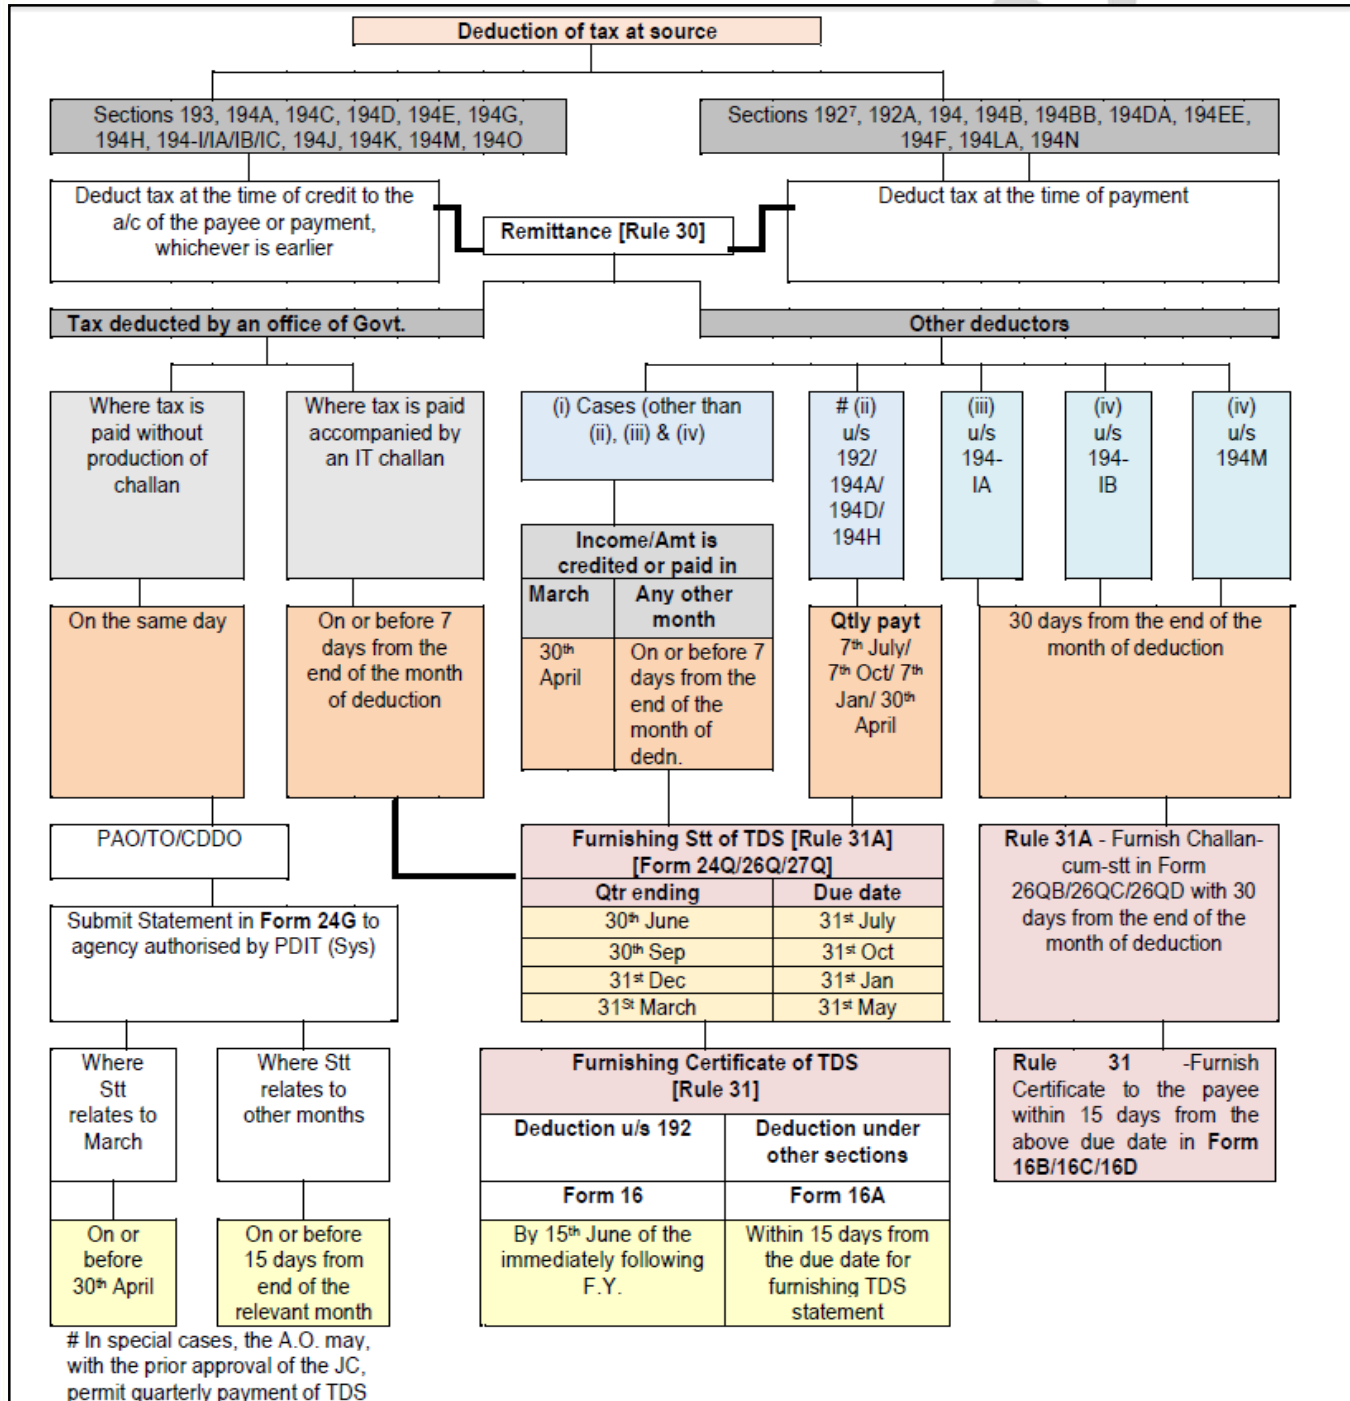 Deduction of tax at source
Sections 193, 194A, 194C, 194D, 194E, 194G,
194H, 194-I/IA/IB/IC, 194J, 194K, 194M, 194O
Sections 192⁷, 192A, 194, 194B, 194BB, 194DA, 194EE,
194F, 194LA, 194N
Deduct tax at the time of credit to the
a/c of the payee or payment,
whichever is earlier
Remittance [Rule 30]
Deduct tax at the time of payment
Tax deducted by an office of Govt.
Other deductors
Where tax is
paid without
production of
challan
Where tax is paid
accompanied by
an IT challan
(i) Cases (other than
(ii), (iii) & (iv)
# (ii)
u/s
192/
194A/
194D/
194H
(iii)
u/s
194-
IA
(iv)
u/s
194-
IB
(iv)
u/s
194M
Income/Amt is
credited or paid in
March
Any other
month
On the same day
On or before 7
days from the
end of the month
of deduction
30th
April
On or before 7
days from the
end of the
month of
dedn.
Qtly payt
7th July/
7th Oct/ 7th
Jan/ 30th
April
30 days from the end of the
month of deduction
PAO/TO/CDDO
Furnishing Stt of TDS [Rule 31A]
[Form 24Q/26Q/27Q]
Qtr ending Due date
30th June 31st July
30th Sep 31st Oct
31st Dec 31st Jan
31St March 31st May
Rule 31A - Furnish Challan-
cum-stt in Form
26QB/26QC/26QD with 30
days from the end of the
month of deduction
Submit Statement in Form 24G to
agency authorised by PDIT (Sys)
Where
Stt
relates to
March
Where Stt
relates to
other months
Furnishing Certificate of TDS
[Rule 31]
Deduction u/s 192
Deduction under
other sections
Form 16 Form 16A
By 15th June of the
immediately following
F.Y.
Within 15 days from
the due date for
furnishing TDS
statement
Rule 31 -Furnish
Certificate to the payee
within 15 days from the
above due date in Form
16B/16C/16D
On or
before
30th April
On or before
15 days from
end of the
relevant month
# In special cases, the A.O. may,
with the prior approval of the JC,
permit quarterly payment of TDS